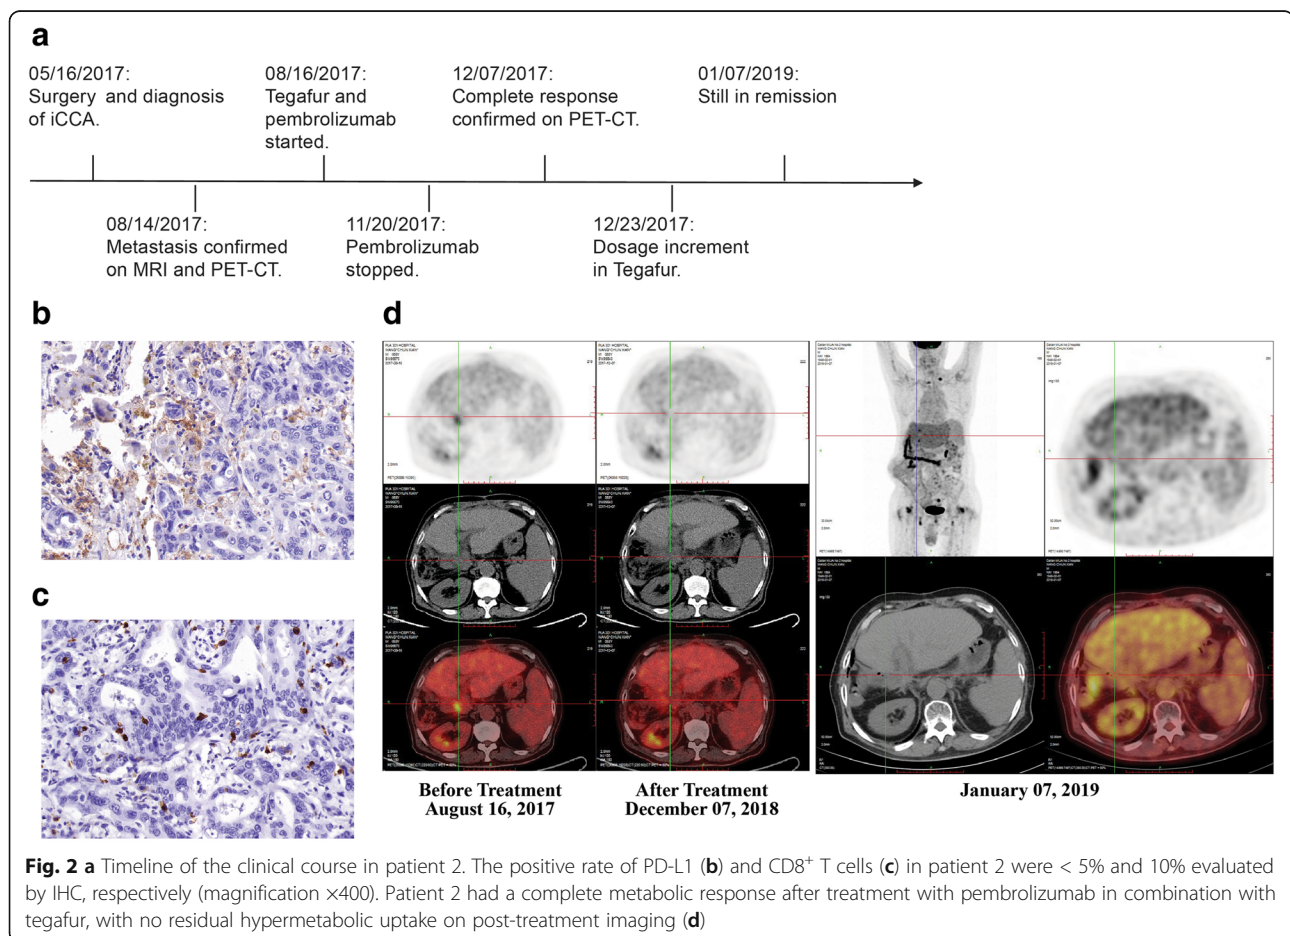 a
05/16/2017:
Surgery and diagnosis
of iCCA.
08/16/2017:
Tegafur and
pembrolizumab
started.
12/07/2017:
Complete response
confirmed on PET-CT.
01/07/2019:
Still in remission
08/14/2017:
Metastasis confirmed
on MRI and PET-CT.
11/20/2017:
Pembrolizumab
stopped.
12/23/2017:
Dosage increment
in Tegafur.
b
c
d
Before Treatment
August 16, 2017
After Treatment
December 07, 2018
January 07, 2019
Fig. 2 a Timeline of the clinical course in patient 2. The positive rate of PD-L1 (b) and CD8⁺ T cells (c) in patient 2 were < 5% and 10% evaluated
by IHC, respectively (magnification ×400). Patient 2 had a complete metabolic response after treatment with pembrolizumab in combination with
tegafur, with no residual hypermetabolic uptake on post-treatment imaging (d)